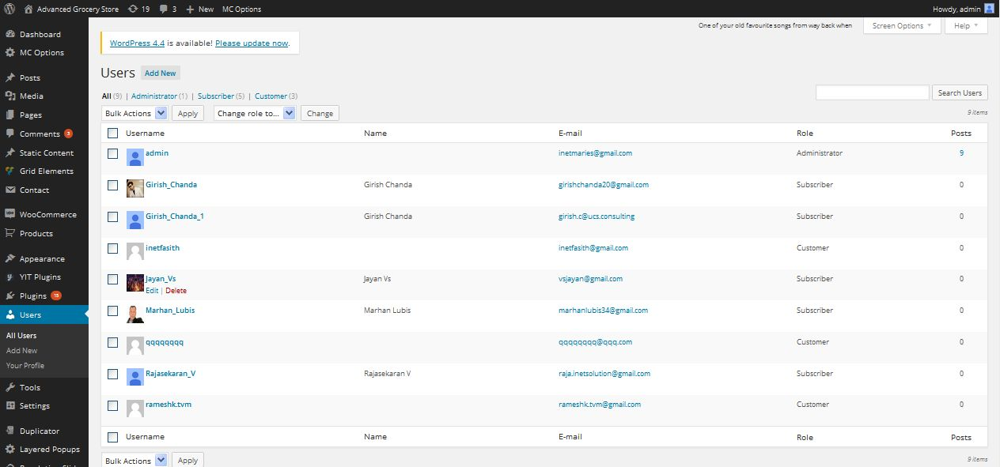 Advanced Grocery Store 19 3 New MC Options Howdy, admin
Dashboard
MC Options
Posts
Media
Pages
Comments 3
Static Content
Grid Elements
Contact
WooCommerce
Products
Appearance
YIT Plugins
Plugins 15
Users
All Users
Add New
Your Profile
Tools
Settings
Duplicator
Layered Popups
One of your old favourite songs from way back when Screen Options Help
WordPress 4.4 is available! Please update now.
Users Add New
All (9) | Administrator (1) | Subscriber (5) | Customer (3)
Search Users
Bulk Actions Apply Change role to... Change
9 items
Username Name E-mail Role Posts
admin inetmaries@gmail.com Administrator 9
Girish_Chanda Girish Chanda girishchanda20@gmail.com Subscriber 0
Girish_Chanda_1 Girish Chanda girish.c@ucs.consulting Subscriber 0
inetfasith inetfasith@gmail.com Customer 0
Jayan_Vs Jayan Vs vsjayan@gmail.com Subscriber 0
Edit | Delete
Marhan_Lubis Marhan Lubis marhanlubis34@gmail.com Subscriber 0
qqqqqqqq qqqqqqqq@qqq.com Customer 0
Rajasekaran_V Rajasekaran V raja.inetsolution@gmail.com Subscriber 0
rameshk.tvm rameshk.tvm@gmail.com Customer 0
Username Name E-mail Role Posts
Bulk Actions Apply
9 items